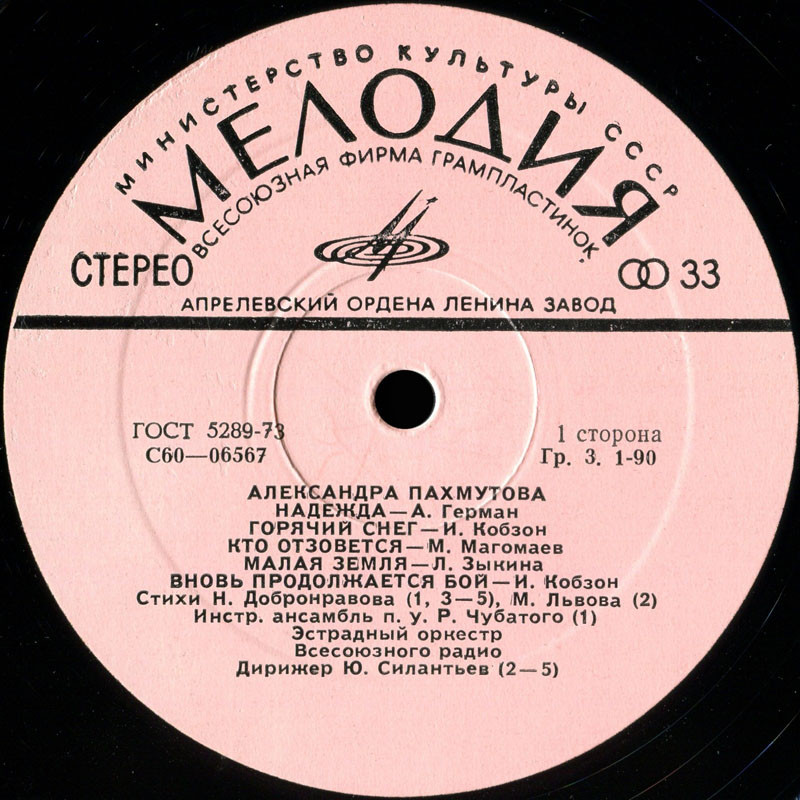 МИНИСТЕРСТВО КУЛЬТУРЫ СССР
МЕЛОДИЯ
ВСЕСОЮЗНАЯ ФИРМА ГРАМПЛАСТИНОК.
СТЕРЕО
33
АПРЕЛЕВСКИЙ ОРДЕНА ЛЕНИНА ЗАВОД
ГОСТ 5289-73
С60—06567
1 сторона
Гр. 3. 1-90
АЛЕКСАНДРА ПАХМУТОВА
НАДЕЖДА—А. Герман
ГОРЯЧИЙ СНЕГ—И. Кобзон
КТО ОТЗОВЕТСЯ—М. Магомаев
МАЛАЯ ЗЕМЛЯ—Л. Зыкина
ВНОВЬ ПРОДОЛЖАЕТСЯ БОЙ—И. Кобзон
Стихи Н. Добронравова (1, 3—5), М. Львова (2)
Инстр. ансамбль п. у. Р. Чубатого (1)
Эстрадный оркестр
Всесоюзного радио
Дирижер Ю. Силантьев (2—5)